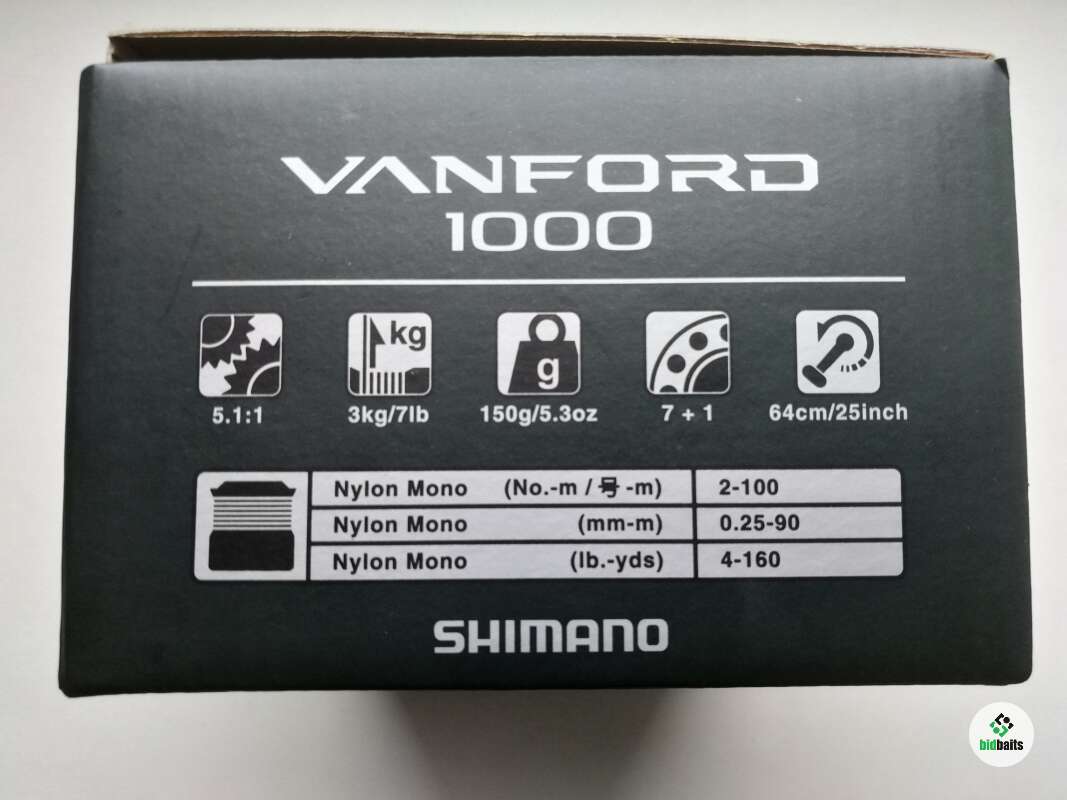 VANFORD
1000
kg
g
5.1:1 3kg/7lb 150g/5.3oz 7 + 1 64cm/25inch
Nylon Mono (No.-m / 号 -m) 2-100
Nylon Mono (mm-m) 0.25-90
Nylon Mono (lb.-yds) 4-160
SHIMANO
bidbaits